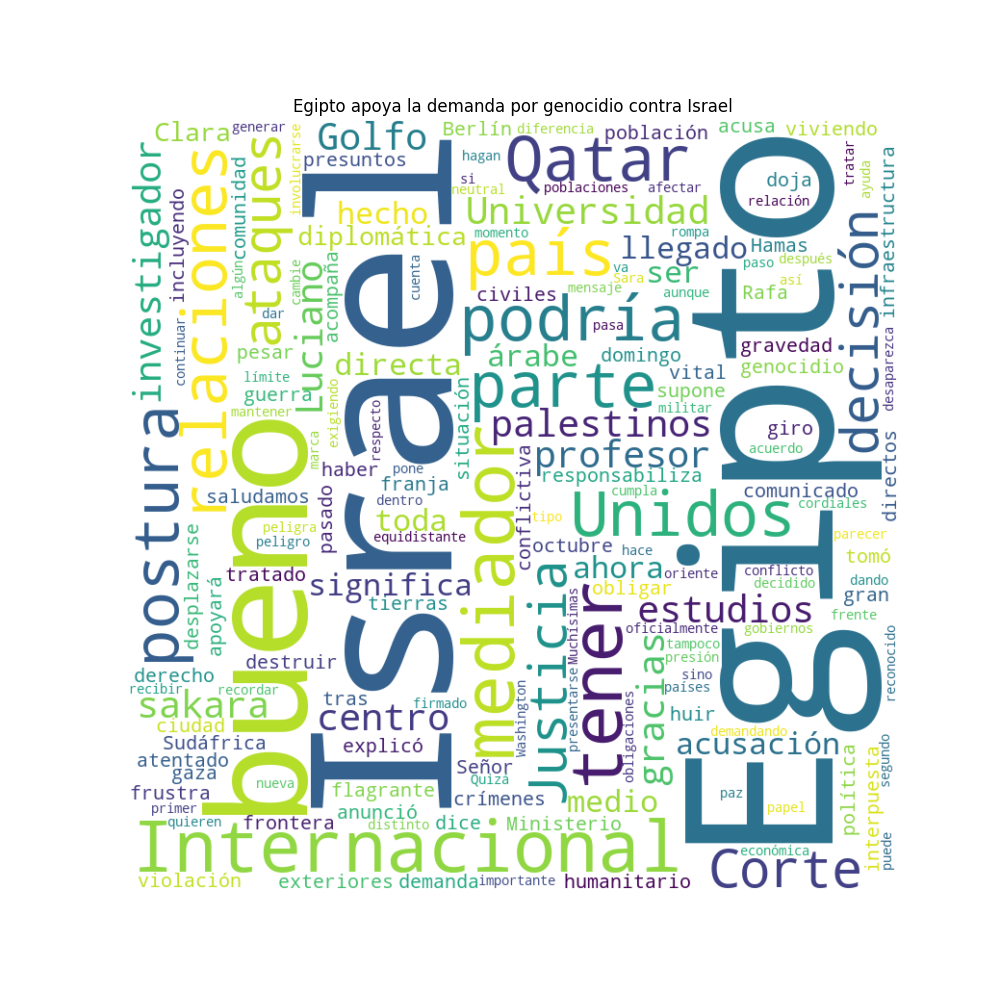 Egipto apoya la demanda por genocidio contra Israel
Clara
generar
involucrarse
Golfo
Berlín
diferencia
población
acusa
viviendo
presuntos
hagan
Qatar
si
neutral
poblaciones
afectar
doja
relación
tratar
ayuda
investigador
incluyendo
relaciones
comunidad
algún
ataques
hecho
diplomática
Universidad
momento
rompa
país
llegado
Hamas
paso
después
va
Sara
ser
mensaje
aunque
Rafa
así
decisión
infraestructura
continuar
cambie
dar
Luciano
acompaña
cuenta
Israel
civiles
podría
pasa
Egipto
gravedad
pesar
directa
árabe
domingo
vital
genocidio
desaparezca
límite
guerra
mantener
marca
exigiendo
respecto
situación
parte
supone
militar
palestinos
giro
acuerdo
postura
bueno
haber
pone
franja
dentro
mediador
conflictiva
profesor
responsabiliza
cumpla
comunicado
cordiales
directos
saludamos
peligra
peligro
pasado
toda
equidistante
tipo
Unidos
octubre
hace
parecer
tomó
desplazarse
apoyará
tratado
significa
tierras
ahora
oriente
obligar
conflicto
decidido
dando
gran
frente
Justicia
Muchísimas
presentarse
tener
estudios
oficialmente
gobiernos
tampoco
presión
sino
países
reconocido
destruir
derecho
recibir
recordar
tras
firmado
sakara
centro
Washington
obligaciones
gracias
huir
demandando
ciudad
Sudáfrica
explicó
acusación
atentado
gaza
Señor
Quiza
nueva
flagrante
crímenes
frustra
primer
quieren
frontera
anunció
distinto
dice
Ministerio
medio
paz
papel
política
interpuesta
segundo
puede
económica
Internacional
Corte
violación
exteriores
demanda
importante
humanitario